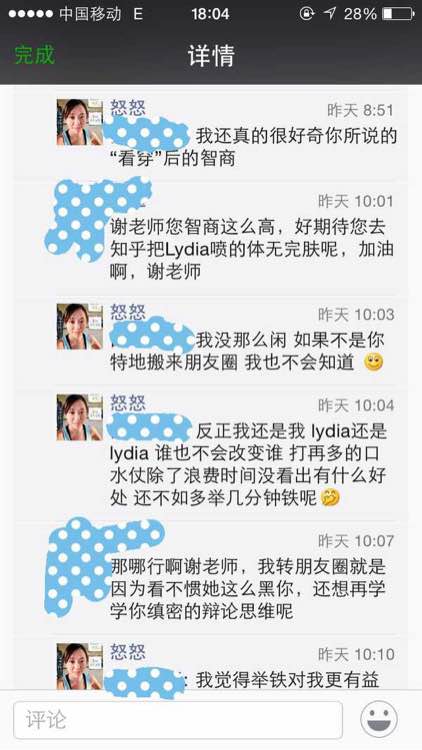 中国移动 E 18:04 28%
完成 详情
怒怒 昨天 8:51
我还真的很好奇你所说的
“看穿”后的智商
昨天 10:01
谢老师您智商这么高，好期待您去
知乎把Lydia喷的体无完肤呢，加油
啊，谢老师
怒怒 昨天 10:03
我没那么闲 如果不是你
特地搬来朋友圈 我也不会知道
怒怒 昨天 10:04
反正我还是我 lydia还是
lydia 谁也不会改变谁 打再多的口
水仗除了浪费时间没看出有什么好
处 还不如多举几分钟铁呢
昨天 10:07
那哪行啊谢老师，我转朋友圈就是
因为看不惯她这么黑你，还想再学
学你缜密的辩论思维呢
怒怒 昨天 10:10
: 我觉得举铁对我更有益
评论